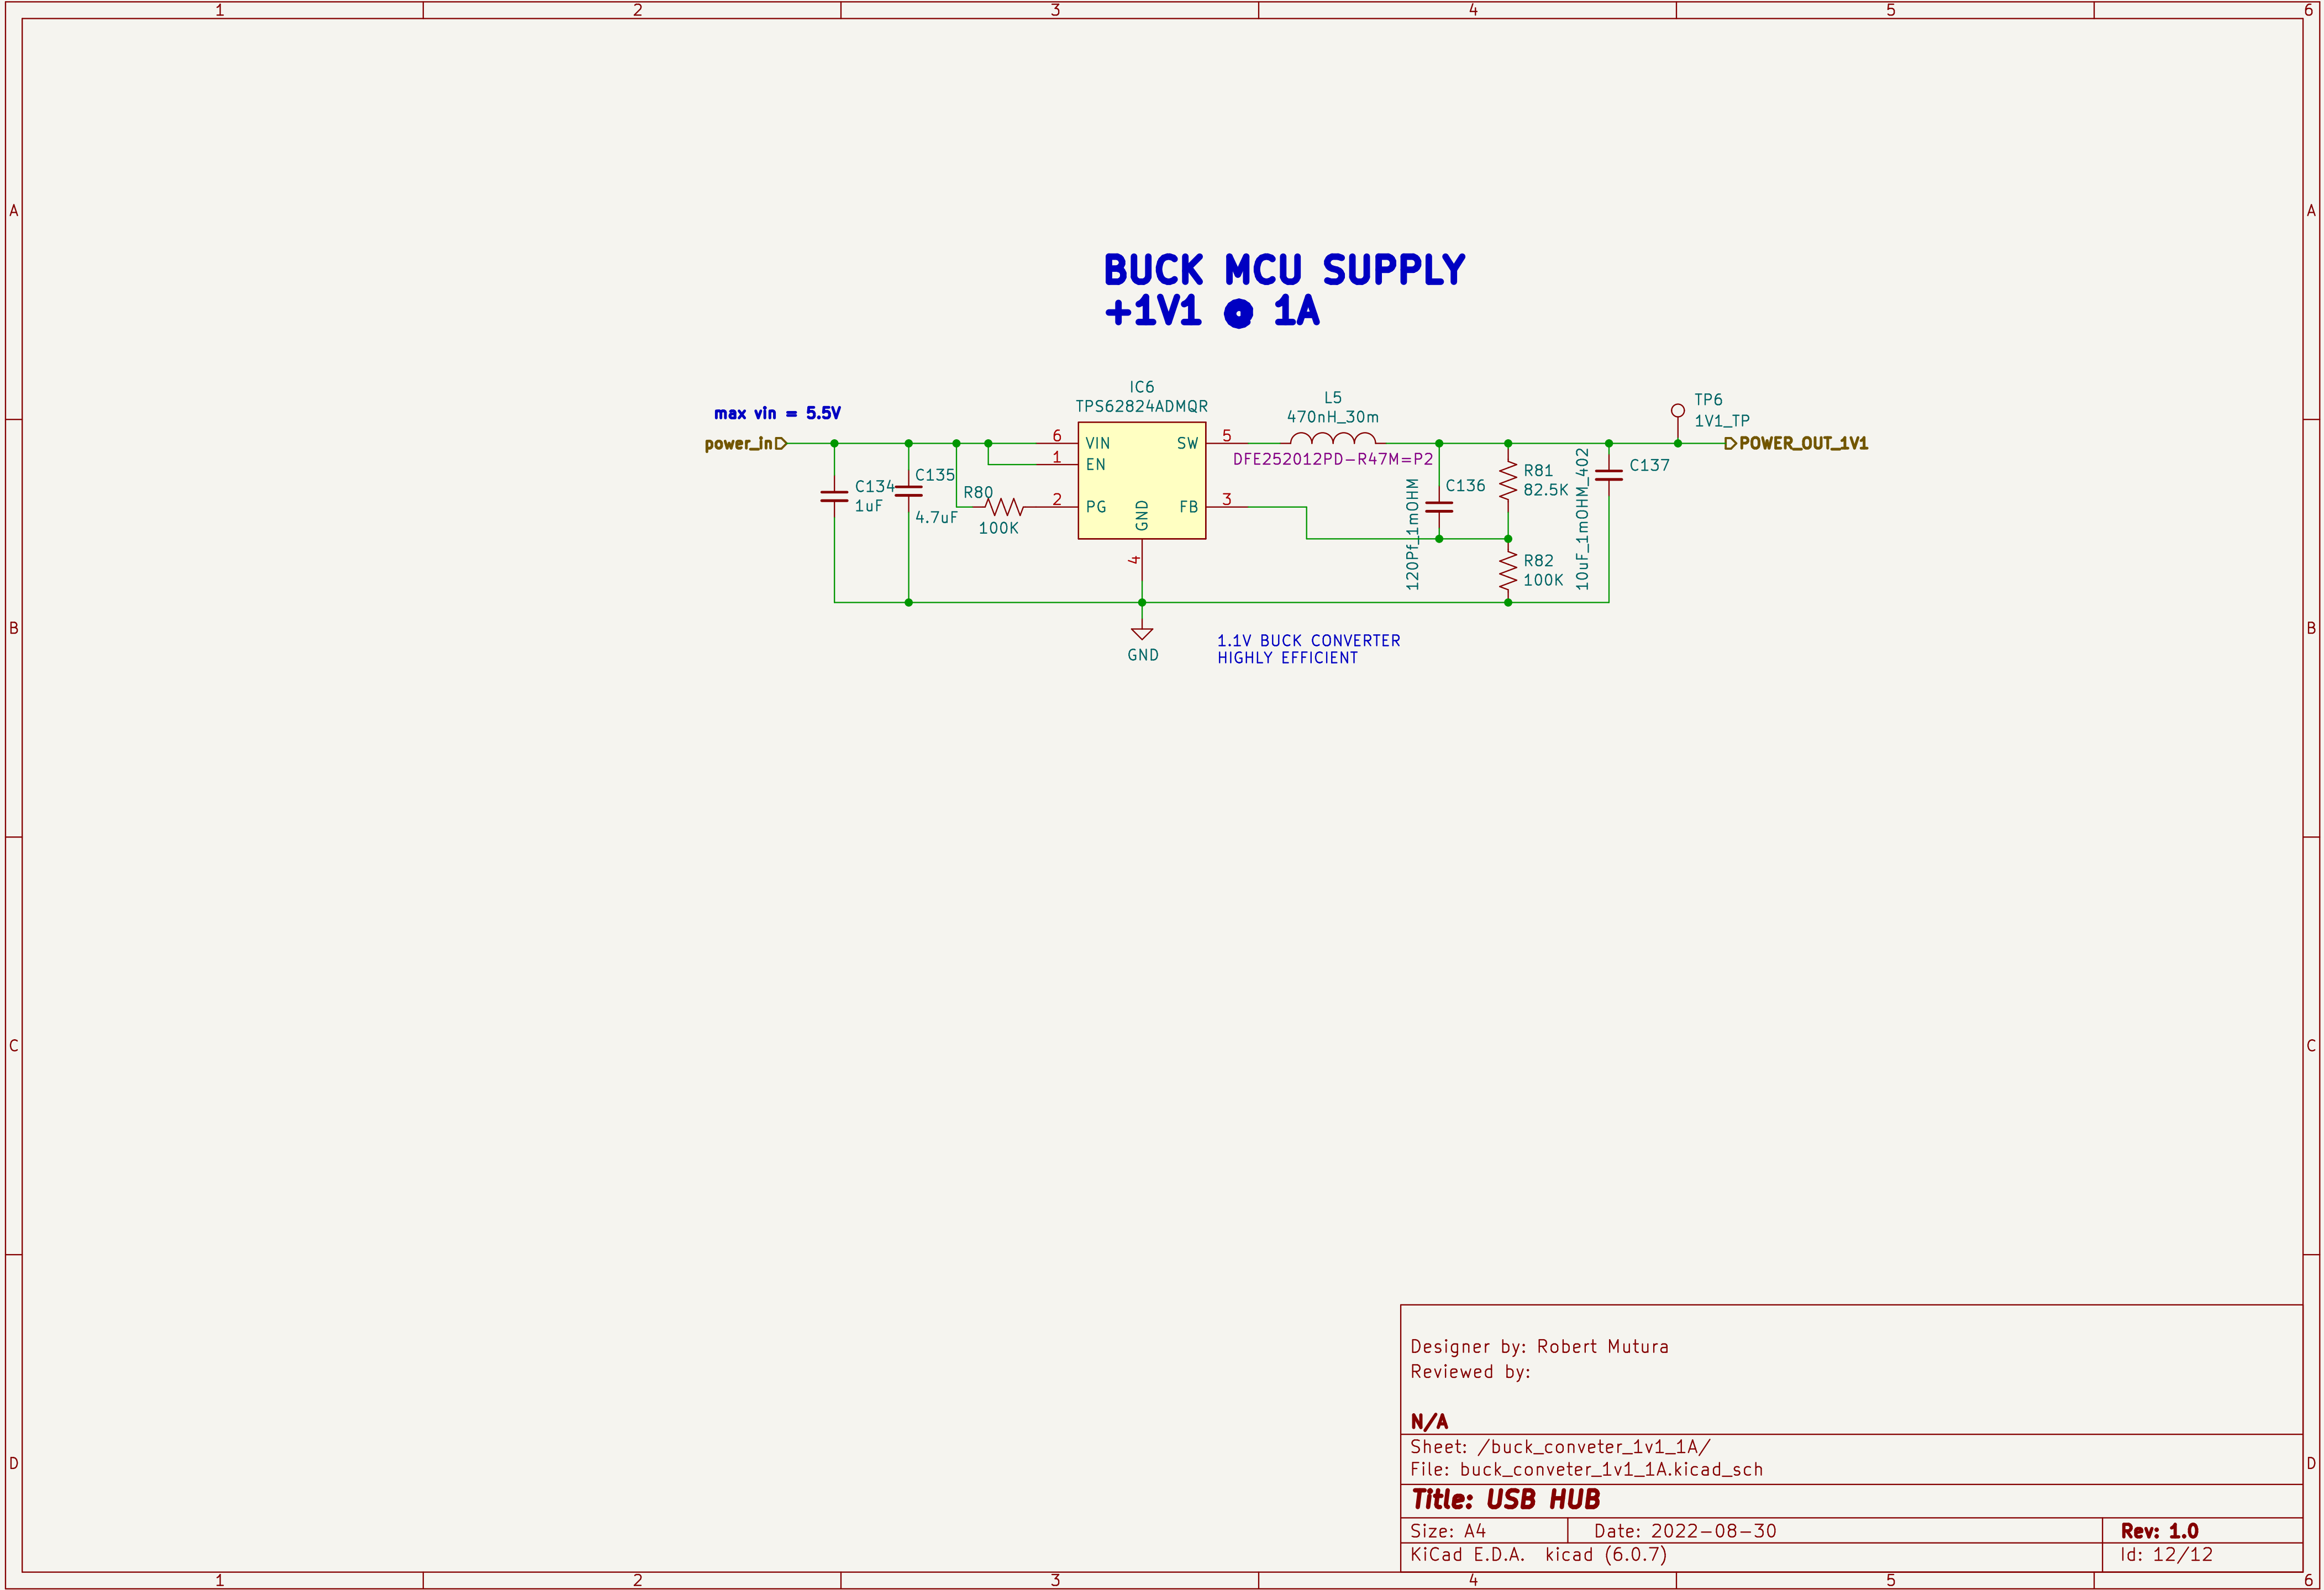 1 2 3 4 5 6
A A
BUCK MCU SUPPLY
+1V1 @ 1A
IC6
TPS62824ADMQR
L5
470nH_30m
TP6
1V1_TP
max vin = 5.5V
power_in
6 VIN
SW 5
POWER_OUT_1V1
DFE252012PD-R47M=P2
1 EN
C134
1uF
C135
4.7uF
R80
100K
2 PG
GND
4
FB 3
C136
120Pf_1mOHM
R81
82.5K
10uF_1mOHM_402
C137
R82
100K
B B
GND
1.1V BUCK CONVERTER
HIGHLY EFFICIENT
C C
Designer by: Robert Mutura
Reviewed by:
N/A
Sheet: /buck_conveter_1v1_1A/
File: buck_conveter_1v1_1A.kicad_sch
D D
Title: USB HUB
Size: A4 Date: 2022-08-30 Rev: 1.0
KiCad E.D.A. kicad (6.0.7) Id: 12/12
1 2 3 4 5 6